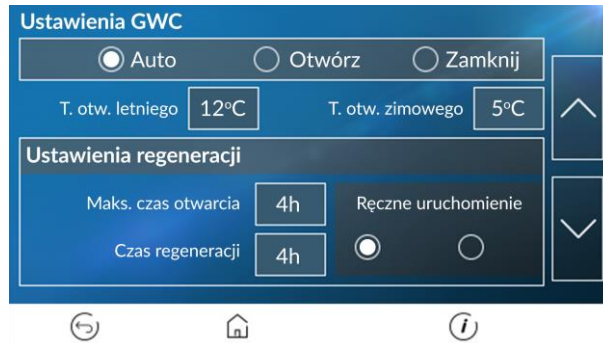 Ustawienia GWC
Auto Otwórz Zamknij
T. otw. letniego 12°C T. otw. zimowego 5°C
Ustawienia regeneracji
Maks. czas otwarcia 4h Ręczne uruchomienie
Czas regeneracji 4h
i